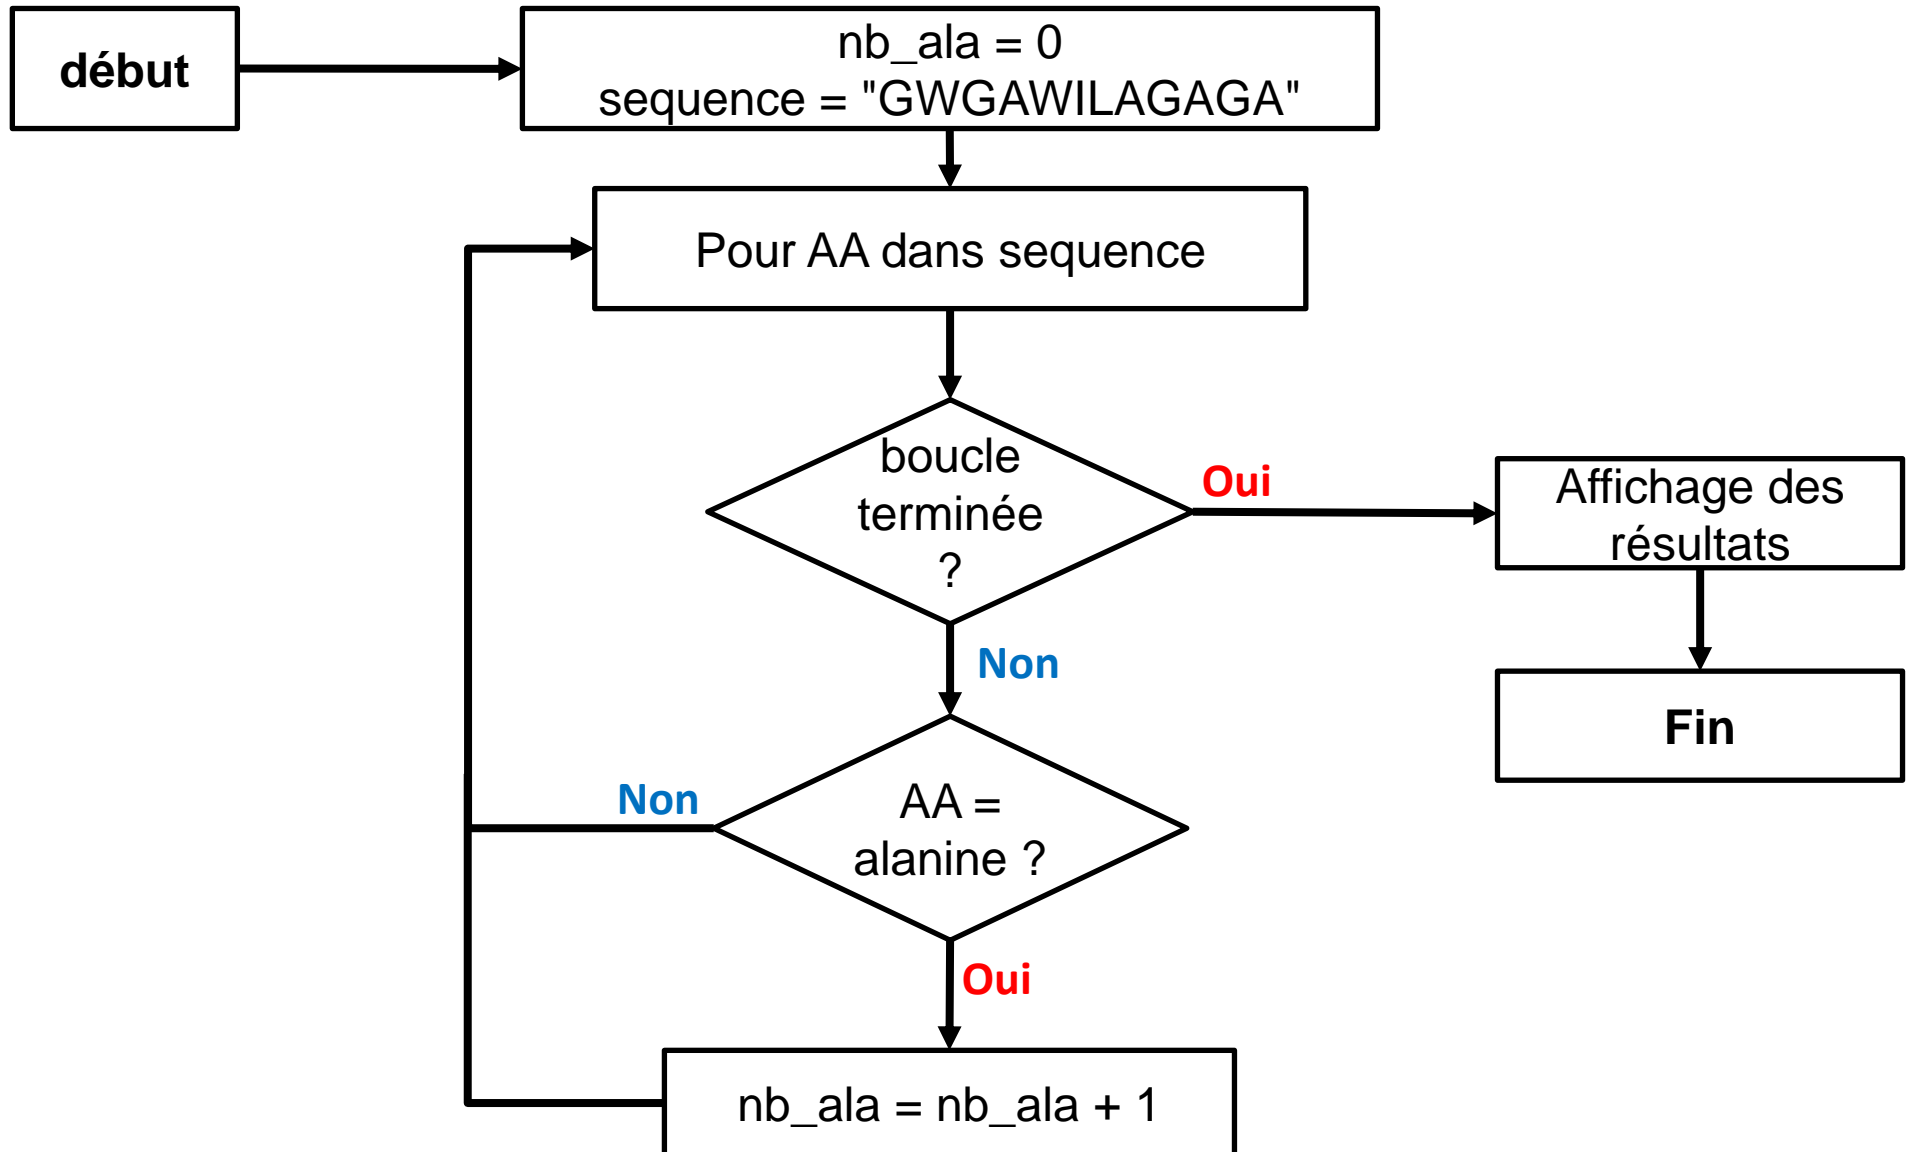 début
nb_ala = 0
sequence = "GWGAWILAGAGAGA"
Pour AA dans sequence
boucle
terminée
?
Oui
Affichage des
résultats
Non
Fin
Non
AA =
alanine ?
Oui
nb_ala = nb_ala + 1